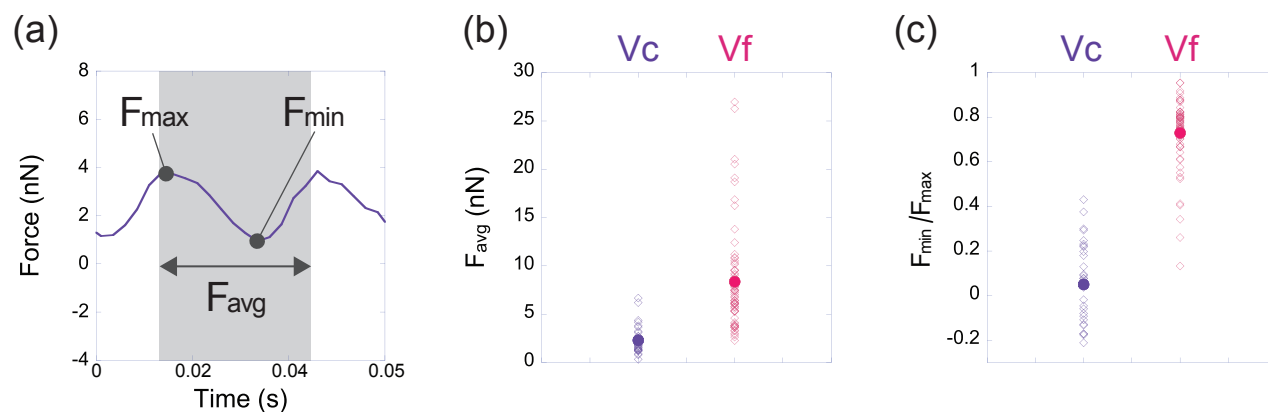 (a)
8
6
4
2
0
-2
-4
Force (nN)
Fmax
Fmin
Favg
0
0.02
0.04
0.05
Time (s)
(b)
Vc
Vf
30
25
20
15
10
5
0
Favg (nN)
(c)
Vc
Vf
1
0.8
0.6
0.4
0.2
0
-0.2
Fmin /Fmax